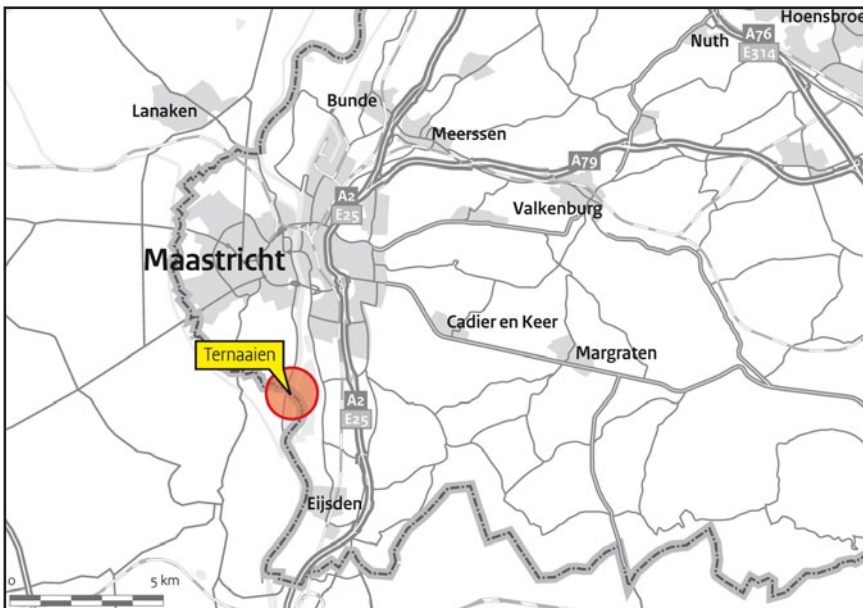 Hoensbroe
A76
Nuth
E314
Lanaken
Bunde
Meerssen
A79
A2
E25
Valkenburg
Maastricht
Cadier en Keer
Ternaaien
Margraten
A2
E25
Eijsden
0
5 km